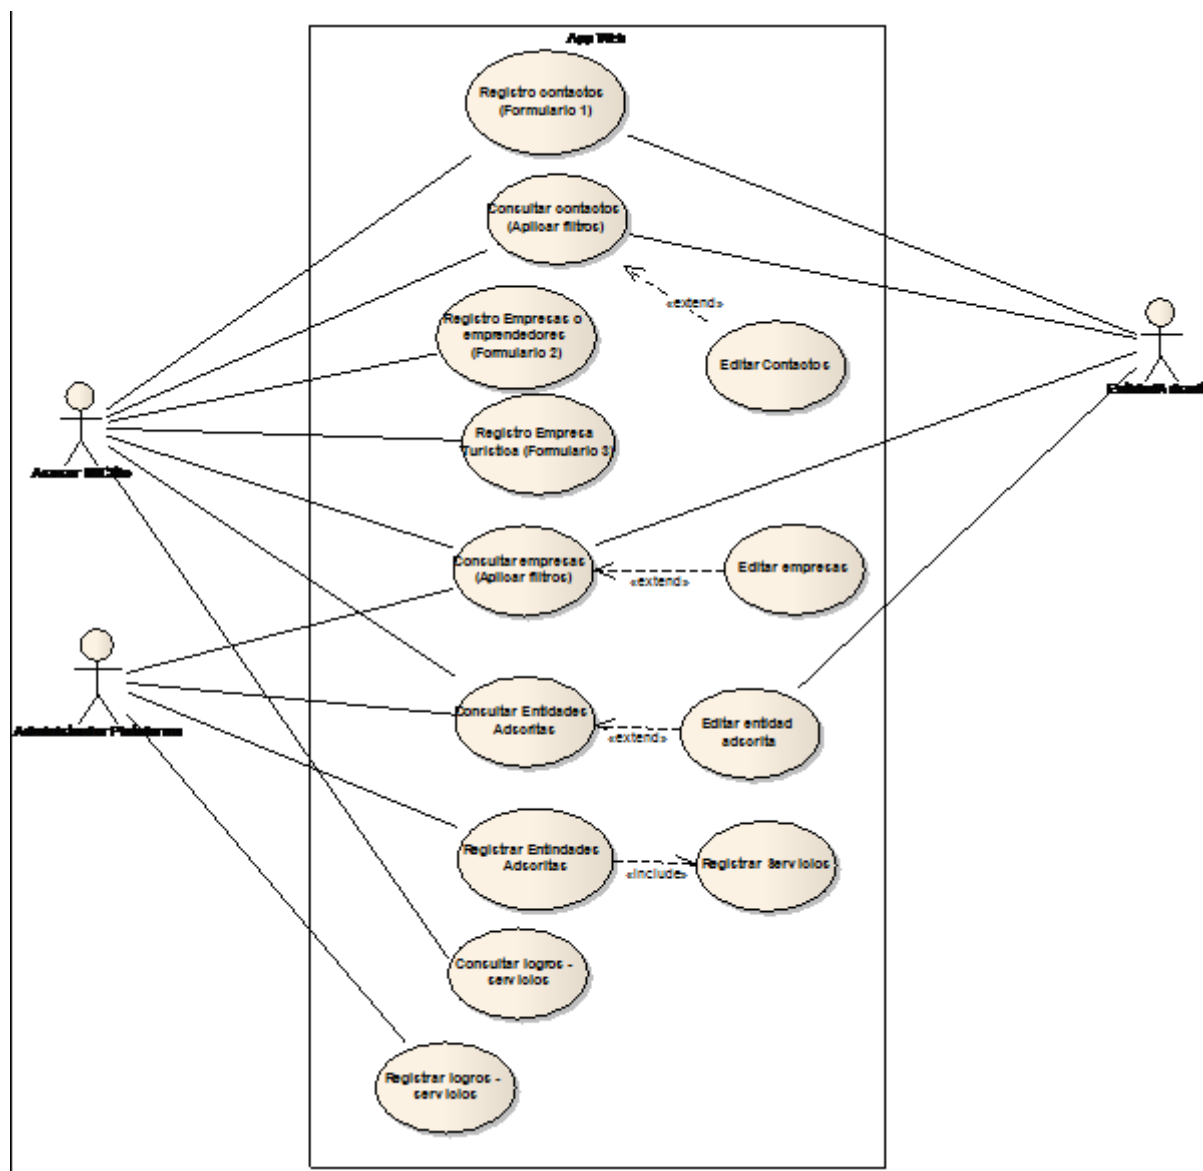 App Web
Registro contactos
(Formulario 1)
Consultar contactos
(Aplicar filtros)
Registro Empresas o
emprendedores
(Formulario 2)
«extend»
Editar Contactos
Registro Empresa
Turistica (Formulario 3)
Consultar empresas
(Aplicar filtros)
«extend»
Editar empresas
Administrador Plataforma
Consultar Entidades
Adscritas
«extend»
Editar entidad
adscrita
Registrar Entindades
Adscritas
«include»
Registrar Servicios
Consultar logros -
servicios
Registrar logros -
servicios